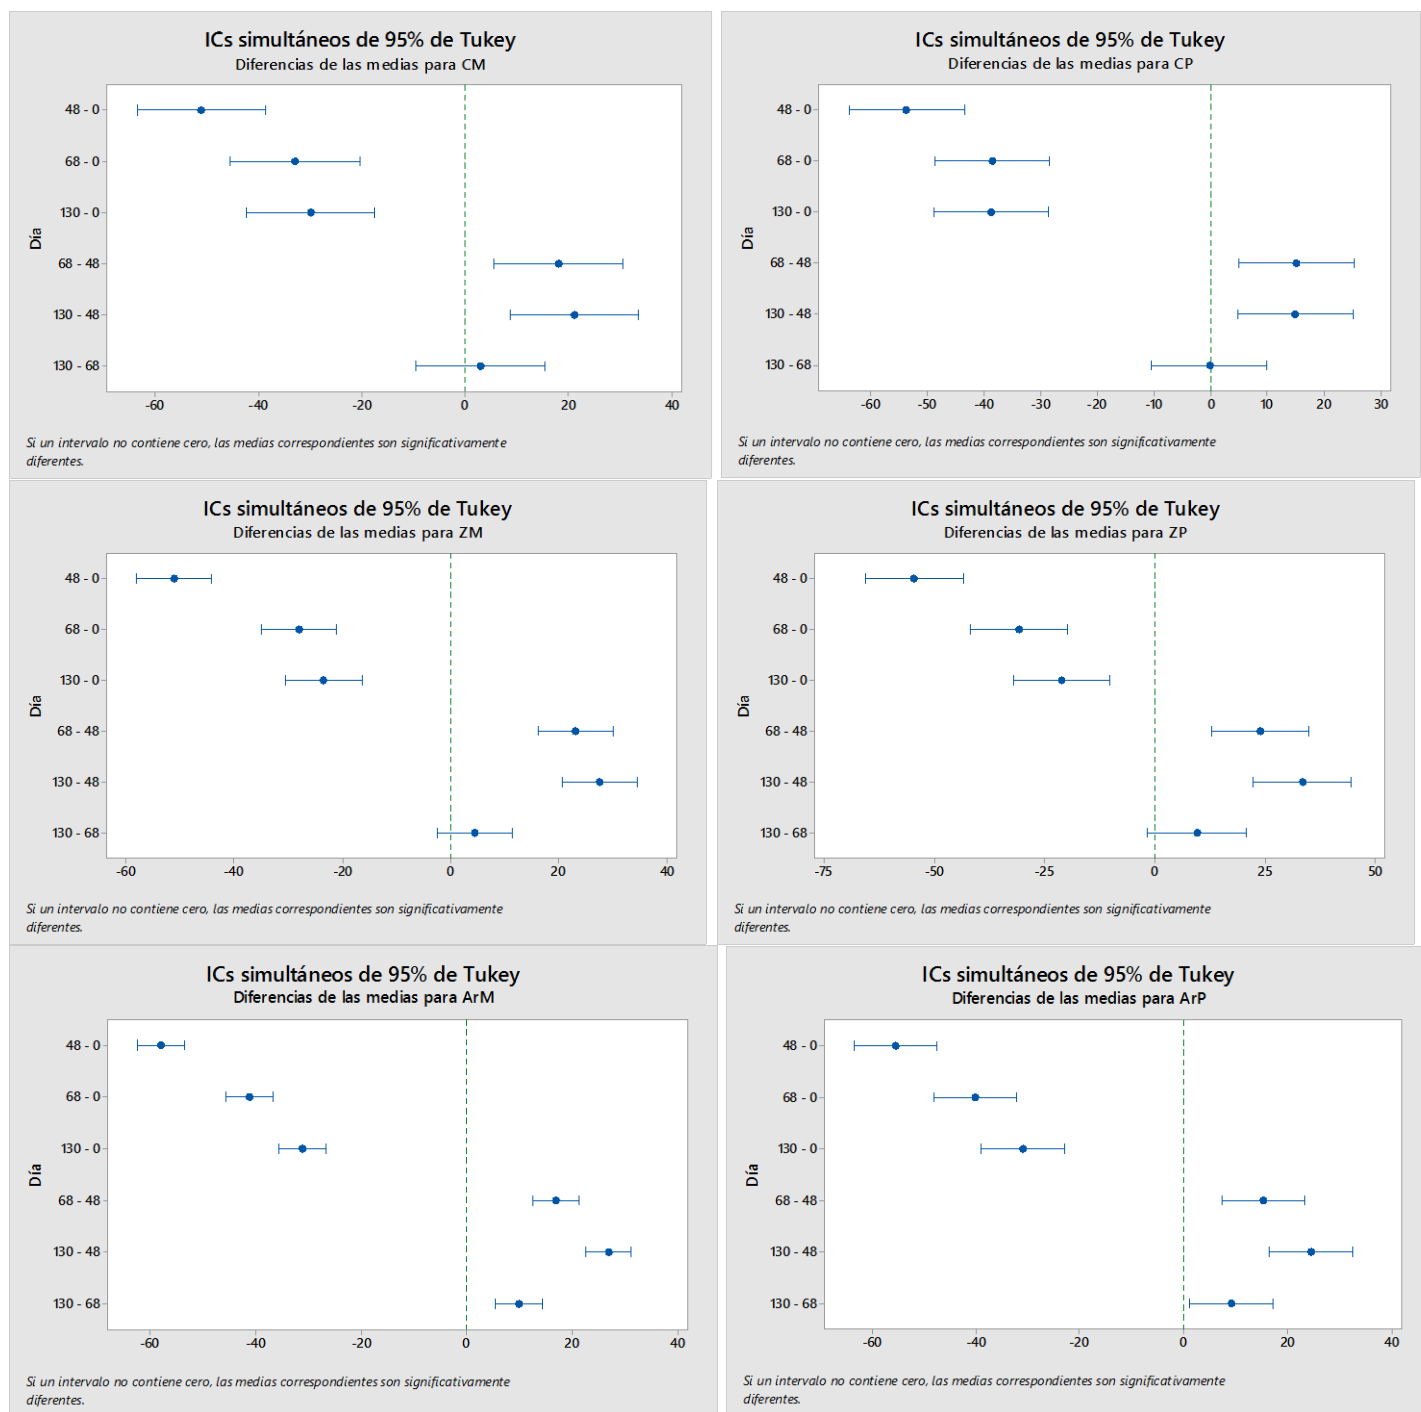 ICs simultáneos de 95% de Tukey
Diferencias de las medias para CM
Día
48 - 0
68 - 0
130 - 0
68 - 48
130 - 48
130 - 68
-60 -40 -20 0 20 40
Si un intervalo no contiene cero, las medias correspondientes son significativamente
diferentes.
ICs simultáneos de 95% de Tukey
Diferencias de las medias para CP
Día
48 - 0
68 - 0
130 - 0
68 - 48
130 - 48
130 - 68
-60 -50 -40 -30 -20 -10 0 10 20 30
Si un intervalo no contiene cero, las medias correspondientes son significativamente
diferentes.
ICs simultáneos de 95% de Tukey
Diferencias de las medias para ZM
Día
48 - 0
68 - 0
130 - 0
68 - 48
130 - 48
130 - 68
-60 -40 -20 0 20 40
Si un intervalo no contiene cero, las medias correspondientes son significativamente
diferentes.
ICs simultáneos de 95% de Tukey
Diferencias de las medias para ZP
Día
48 - 0
68 - 0
130 - 0
68 - 48
130 - 48
130 - 68
-75 -50 -25 0 25 50
Si un intervalo no contiene cero, las medias correspondientes son significativamente
diferentes.
ICs simultáneos de 95% de Tukey
Diferencias de las medias para ArM
Día
48 - 0
68 - 0
130 - 0
68 - 48
130 - 48
130 - 68
-60 -40 -20 0 20 40
Si un intervalo no contiene cero, las medias correspondientes son significativamente
diferentes.
ICs simultáneos de 95% de Tukey
Diferencias de las medias para ArP
Día
48 - 0
68 - 0
130 - 0
68 - 48
130 - 48
130 - 68
-60 -40 -20 0 20 40
Si un intervalo no contiene cero, las medias correspondientes son significativamente
diferentes.